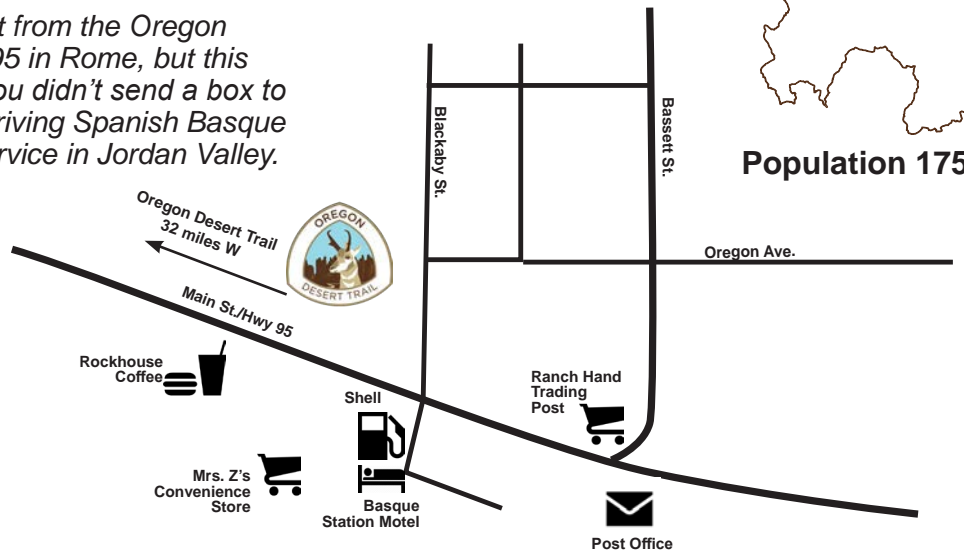 t from the Oregon
95 in Rome, but this
ou didn't send a box to
riving Spanish Basque
rvice in Jordan Valley.
Population 175
Blackaby St.
Bassett St.
Oregon Desert Trail
32 miles W
OREGON
DESERT TRAIL
Oregon Ave.
Main St./Hwy 95
Rockhouse
Coffee
Shell
Ranch Hand
Trading
Post
Mrs. Z's
Convenience
Store
Basque
Station Motel
Post Office